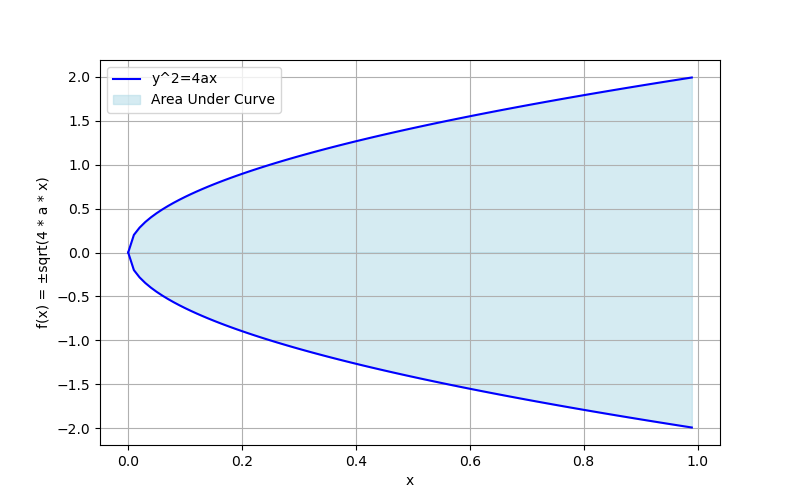 y^2=4ax
Area Under Curve
f(x) = ±sqrt(4 * a * x)
2.0
1.5
1.0
0.5
0.0
−0.5
−1.0
−1.5
−2.0
0.0 0.2 0.4 0.6 0.8 1.0
x